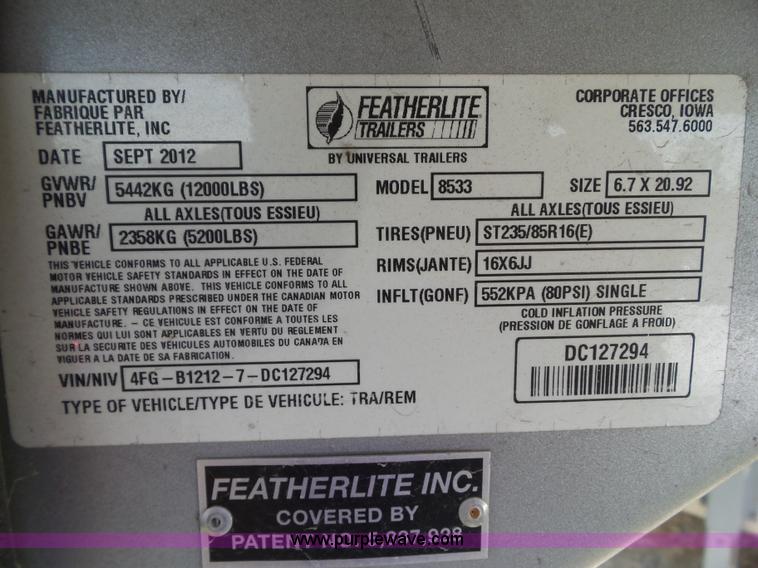 MANUFACTURED BY/
FABRIQUE PAR
FEATHERLITE, INC
FEATHERLITE
TRAILERS
BY UNIVERSAL TRAILERS
CORPORATE OFFICES
CRESCO, IOWA
563.547.6000
DATE SEPT 2012
GVWR/
PNBV 5442KG (12000LBS)
MODEL 8533 SIZE 6.7 X 20.92
ALL AXLES(TOUS ESSIEU)
ALL AXLES(TOUS ESSIEU)
GAWR/
PNBE 2358KG (5200LBS)
TIRES(PNEU) ST235/85R16(E)
RIMS(JANTE) 16X6JJ
INFLT(GONF) 552KPA (80PSI) SINGLE
COLD INFLATION PRESSURE
(PRESSION DE GONFLAGE A FROID)
THIS VEHICLE CONFORMS TO ALL APPLICABLE U.S. FEDERAL
MOTOR VEHICLE SAFETY STANDARDS IN EFFECT ON THE DATE OF
MANUFACTURE SHOWN ABOVE. THIS VEHICLE CONFORMS TO ALL
APPLICABLE STANDARDS PRESCRIBED UNDER THE CANADIAN MOTOR
VEHICLE SAFETY REGULATIONS IN EFFECT ON THE DATE OF
MANUFACTURE. – CE VEHICULE EST CONFORME A TOUTES LES
NORMES QUI LUI SONT APPLICABLES EN VERTU DU REGLEMENT
SUR LA SECURITE DES VEHICULES AUTOMOBILES DU CANADA EN
VIGUER A LA DATE DE SA FABRICATION.
VIN/NIV 4FG-B1212-7-DC127294
TYPE OF VEHICLE/TYPE DE VEHICULE: TRA/REM
DC127294
FEATHERLITE INC.
COVERED BY
www.purplewave.com